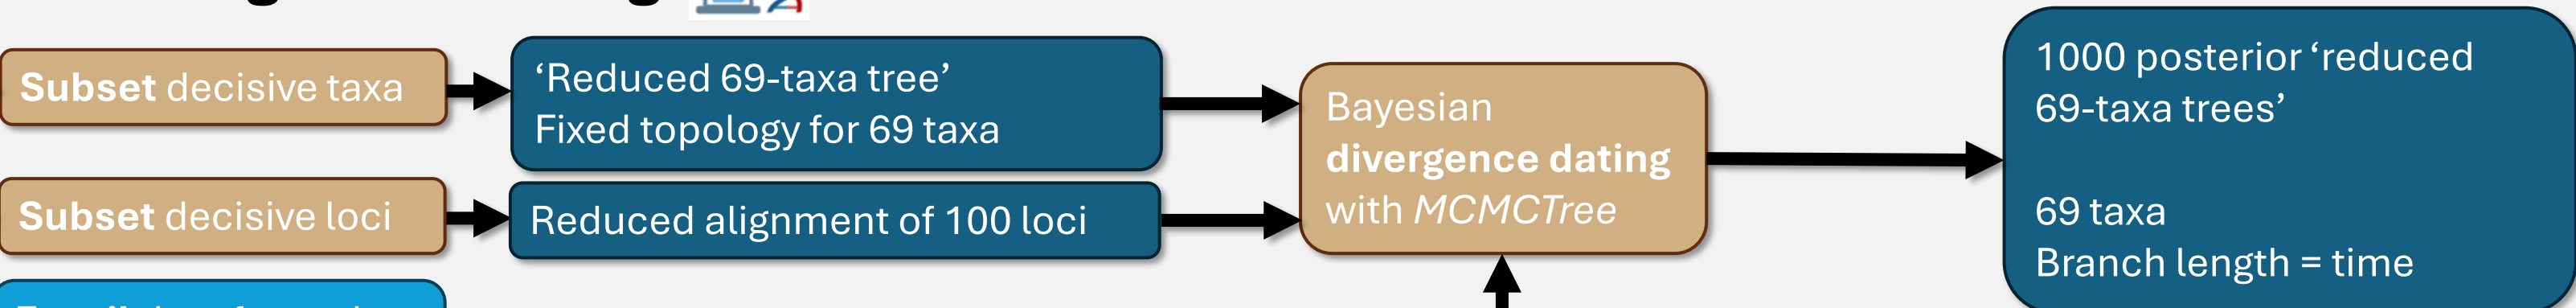 Subset decisive taxa
‘Reduced 69-taxa tree’
Fixed topology for 69 taxa
Subset decisive loci
Reduced alignment of 100 loci
Bayesian
divergence dating
with MCMCTree
1000 posterior ‘reduced
69-taxa trees’
69 taxa
Branch length = time